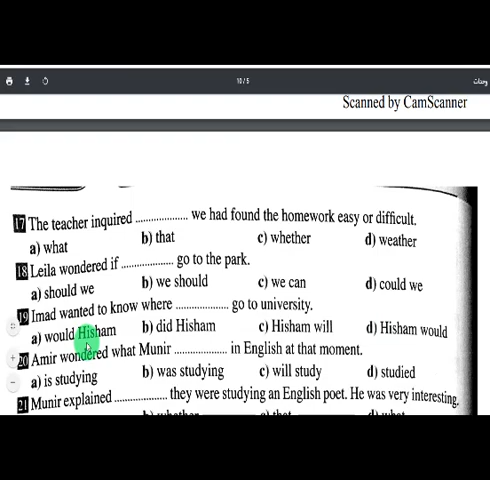 10 / 5
Scanned by CamScanner
17 The teacher inquired .................... we had found the homework easy or difficult.
a) what b) that c) whether d) weather
18 Leila wondered if .................... go to the park.
a) should we b) we should c) we can d) could we
19 Imad wanted to know where .................... go to university.
a) would Hisham b) did Hisham c) Hisham will d) Hisham would
20 Amir wondered what Munir .................... in English at that moment.
a) is studying b) was studying c) will study d) studied
21 Munir explained .................... they were studying an English poet. He was very interesting.